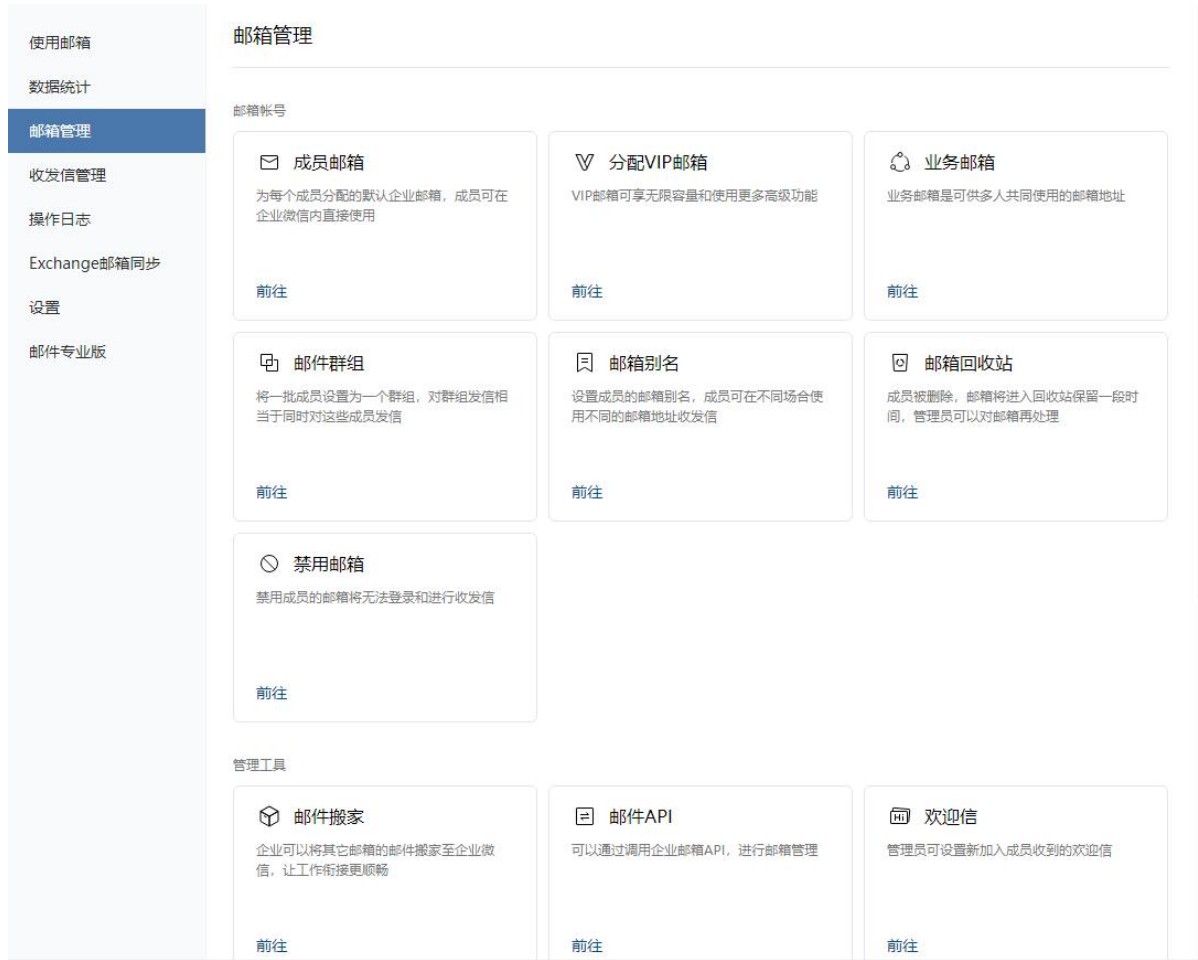 使用邮箱
数据统计
邮箱管理
收发信管理
操作日志
Exchange邮箱同步
设置
邮件专业版
邮箱管理
邮箱帐号
成员邮箱
为每个成员分配的默认企业邮箱，成员可在
企业微信内直接使用
前往
分配VIP邮箱
VIP邮箱可享无限容量和使用更多高级功能
前往
业务邮箱
业务邮箱是可供多人共同使用的邮箱地址
前往
邮件群组
将一批成员设置为一个群组，对群组发信相
当于同时对这些成员发信
前往
邮箱别名
设置成员的邮箱别名，成员可在不同场合使
用不同的邮箱地址收发信
前往
邮箱回收站
成员被删除，邮箱将进入回收站保留一段时
间，管理员可以对邮箱再处理
前往
禁用邮箱
禁用成员的邮箱将无法登录和进行收发信
前往
管理工具
邮件搬家
企业可以将其它邮箱的邮件搬家至企业微
信，让工作衔接更顺畅
前往
邮件API
可以通过调用企业邮箱API，进行邮箱管理
前往
Hi
欢迎信
管理员可设置新加入成员收到的欢迎信
前往